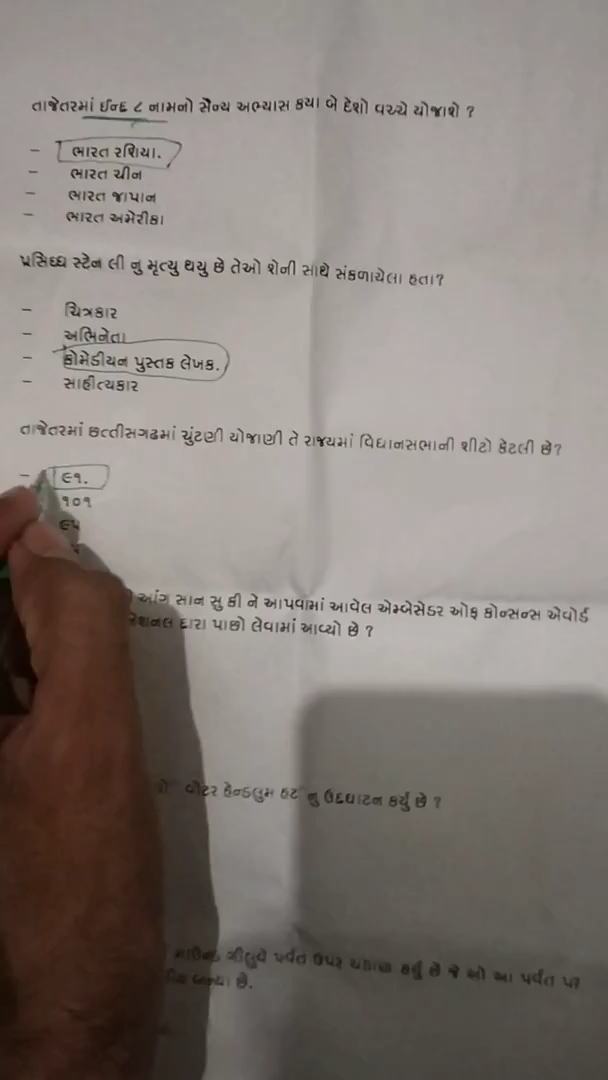 તાજેતરમાં ઈન્દ્ર ૮ નામનો સૈન્ય અભ્યાસ કયા બે દેશો વચ્ચે યોજાશે ?
- ભારત રશિયા.
- ભારત ચીન
- ભારત જાપાન
- ભારત અમેરીકા
પ્રસિધ્ધ સ્ટેન લી નુ મૃત્યુ થયુ છે તેઓ શેની સાથે સંકળાયેલા હતા?
- ચિત્રકાર
- અભિનેતા
- કોમેડીયન પુસ્તક લેખક.
- સાહીત્યકાર
તાજેતરમાં છત્તીસગઢમાં ચુંટણી યોજાણી તે રાજ્યમાં વિધાનસભાની શીટો કેટલી છે?
- ૯૧.
૧૦૧
૯૫
આંગ સાન સુ કી ને આપવામાં આવેલ એમ્બેસેડર ઓફ કોન્સન્સ એવોર્ડ
દ્વારા પાછો લેવામાં આવ્યો છે ?
વોટર હેન્ડલુમ હટ" નુ ઉદઘાટન કર્યુ છે ?
પર્વત ઉપર ચઢાણ કર્યુ છે જે ઓ આ પર્વત પર
બન્યા છે.